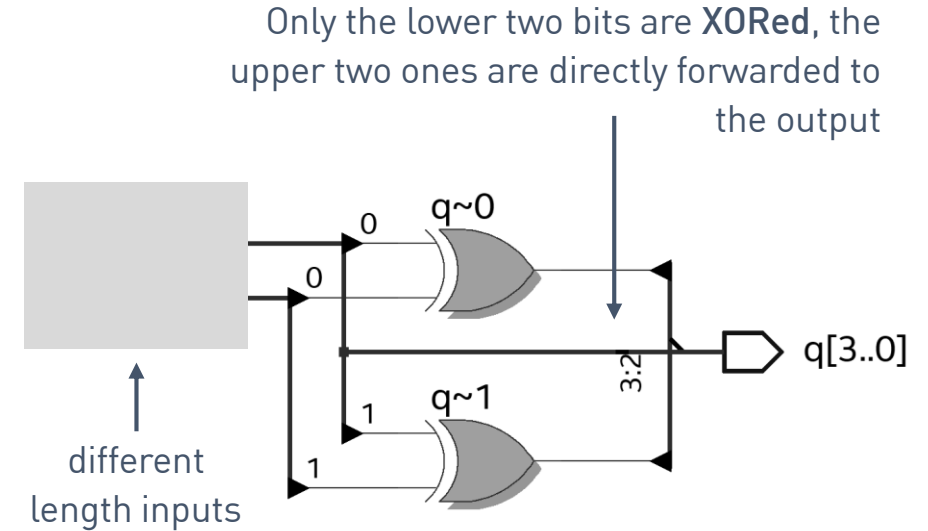 Only the lower two bits are XORed, the
upper two ones are directly forwarded to
the output
q~0
0
0
3:2
q[3..0]
q~1
1
1
different
length inputs